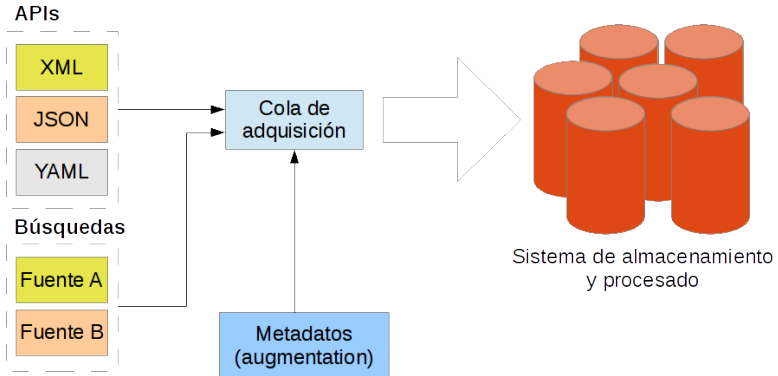 APIs
XML
JSON
YAML
Búsquedas
Fuente A
Fuente B
Cola de
adquisición
Metadatos
(augmentation)
Sistema de almacenamiento
y procesado